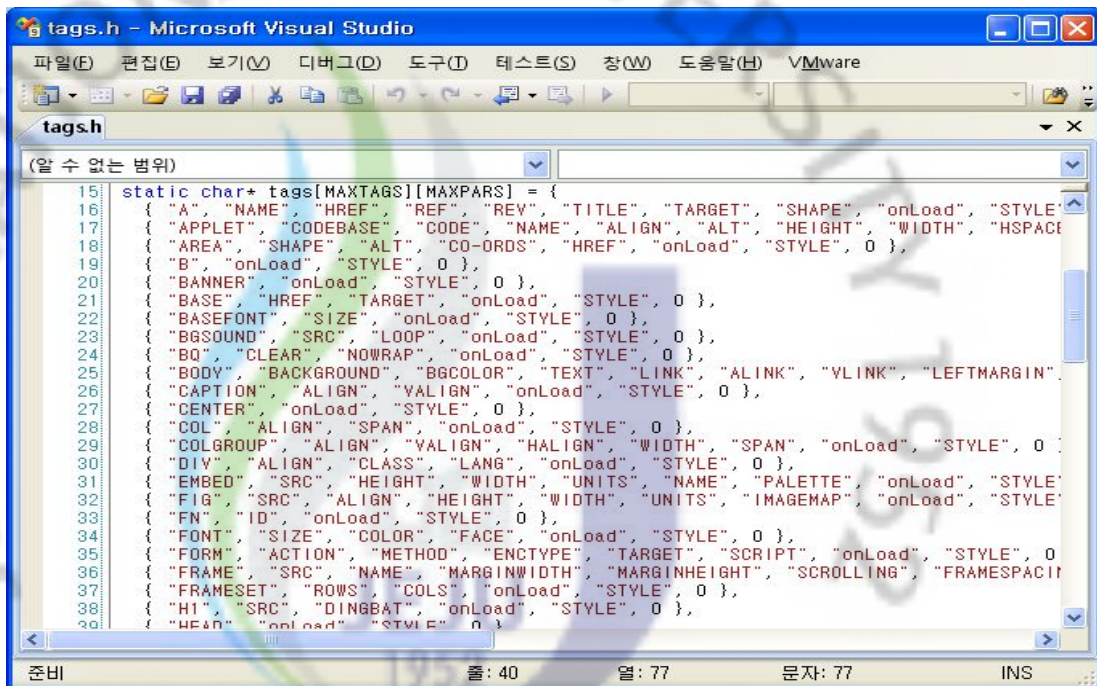 tags.h - Microsoft Visual Studio
파일(F) 편집(E) 보기(V) 디버그(D) 도구(T) 테스트(S) 창(W) 도움말(H) VMware
tags.h
(알 수 없는 범위)
15 static char* tags[MAXTAGS][MAXPARS] = {
16 { "A", "NAME", "HREF", "REF", "REV", "TITLE", "TARGET", "SHAPE", "onLoad", "STYLE"
17 { "APPLET", "CODEBASE", "CODE", "NAME", "ALIGN", "ALT", "HEIGHT", "WIDTH", "HSPACE
18 { "AREA", "SHAPE", "ALT", "CO-ORDS", "HREF", "onLoad", "STYLE", 0 },
19 { "B", "onLoad", "STYLE", 0 },
20 { "BANNER", "onLoad", "STYLE", 0 },
21 { "BASE", "HREF", "TARGET", "onLoad", "STYLE", 0 },
22 { "BASEFONT", "SIZE", "onLoad", "STYLE", 0 },
23 { "BGSOUND", "SRC", "LOOP", "onLoad", "STYLE", 0 },
24 { "BQ", "CLEAR", "NOWRAP", "onLoad", "STYLE", 0 },
25 { "BODY", "BACKGROUND", "BGCOLOR", "TEXT", "LINK", "ALINK", "VLINK", "LEFTMARGIN",
26 { "CAPTION", "ALIGN", "VALIGN", "onLoad", "STYLE", 0 },
27 { "CENTER", "onLoad", "STYLE", 0 },
28 { "COL", "ALIGN", "SPAN", "onLoad", "STYLE", 0 },
29 { "COLGROUP", "ALIGN", "VALIGN", "HALIGN", "WIDTH", "SPAN", "onLoad", "STYLE", 0 }
30 { "DIV", "ALIGN", "CLASS", "LANG", "onLoad", "STYLE", 0 },
31 { "EMBED", "SRC", "HEIGHT", "WIDTH", "UNITS", "NAME", "PALETTE", "onLoad", "STYLE"
32 { "FIG", "SRC", "ALIGN", "HEIGHT", "WIDTH", "UNITS", "IMAGEMAP", "onLoad", "STYLE"
33 { "FN", "ID", "onLoad", "STYLE", 0 },
34 { "FONT", "SIZE", "COLOR", "FACE", "onLoad", "STYLE", 0 },
35 { "FORM", "ACTION", "METHOD", "ENCTYPE", "TARGET", "SCRIPT", "onLoad", "STYLE", 0
36 { "FRAME", "SRC", "NAME", "MARGINWIDTH", "MARGINHEIGHT", "SCROLLING", "FRAMESPACIN
37 { "FRAMESET", "ROWS", "COLS", "onLoad", "STYLE", 0 },
38 { "H1", "SRC", "DINGBAT", "onLoad", "STYLE", 0 },
39 { "HEAD", "onLoad", "STYLE", 0 }
준비 줄: 40 열: 77 문자: 77 INS
JEJU
1952